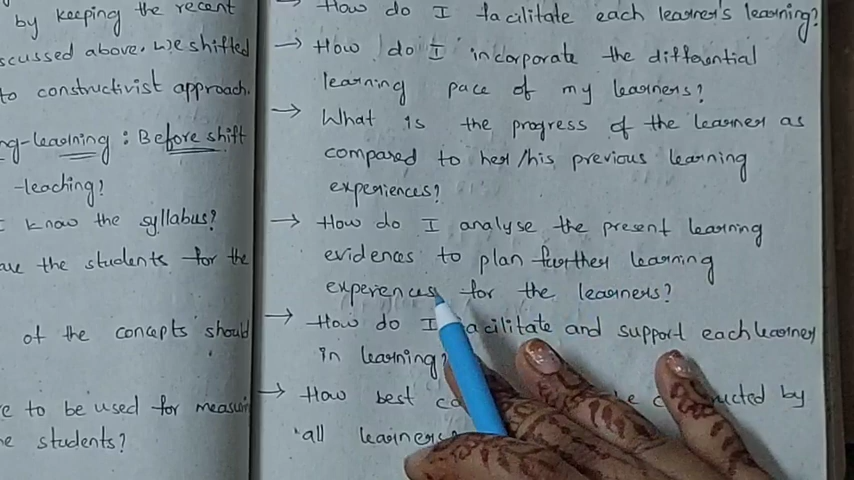 by keeping the recent
scussed above. we shifted
to constructivist approach.
ng-learning : Before shift
-teaching?
I know the syllabus?
are the students for the
of the concepts should
e to be used for measuri
e students?
→ How do I facilitate each learner's learning?
→ How do I incorporate the differential
learning pace of my learners?
→ What is the progress of the learner as
compared to her/his previous learning
experiences?
→ How do I analyse the present learning
evidences to plan further learning
experiences for the learners?
→ How do I facilitate and support each learner
in learning?
→ How best
by
all learners